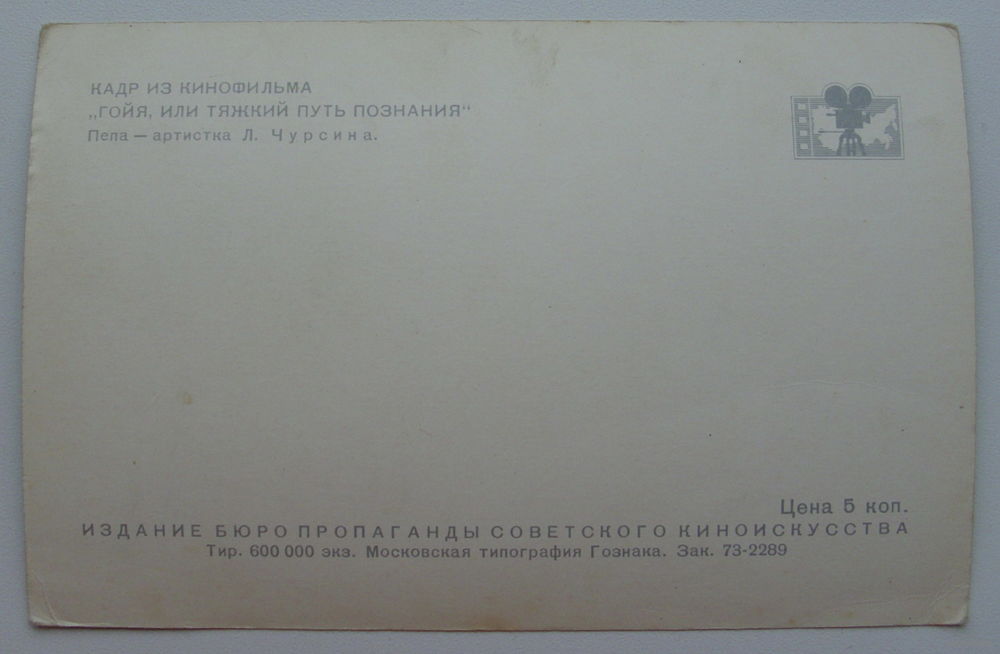 КАДР ИЗ КИНОФИЛЬМА
„ГОЙЯ, ИЛИ ТЯЖКИЙ ПУТЬ ПОЗНАНИЯ“
Пепа — артистка Л. Чурсина.
Цена 5 коп.
ИЗДАНИЕ БЮРО ПРОПАГАНДЫ СОВЕТСКОГО КИНОИСКУССТВА
Тир. 600 000 экз. Московская типография Гознака. Зак. 73-2289